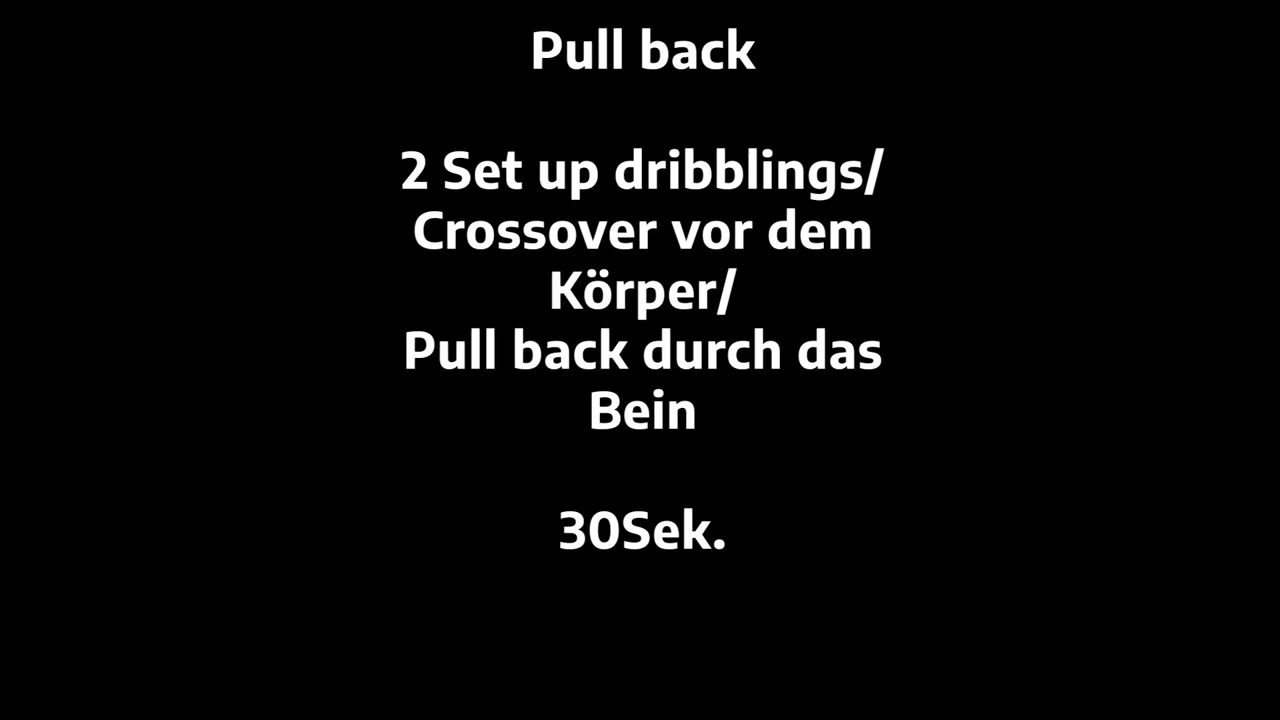 Pull back
2 Set up dribblings/
Crossover vor dem
Körper/
Pull back durch das
Bein
30Sek.